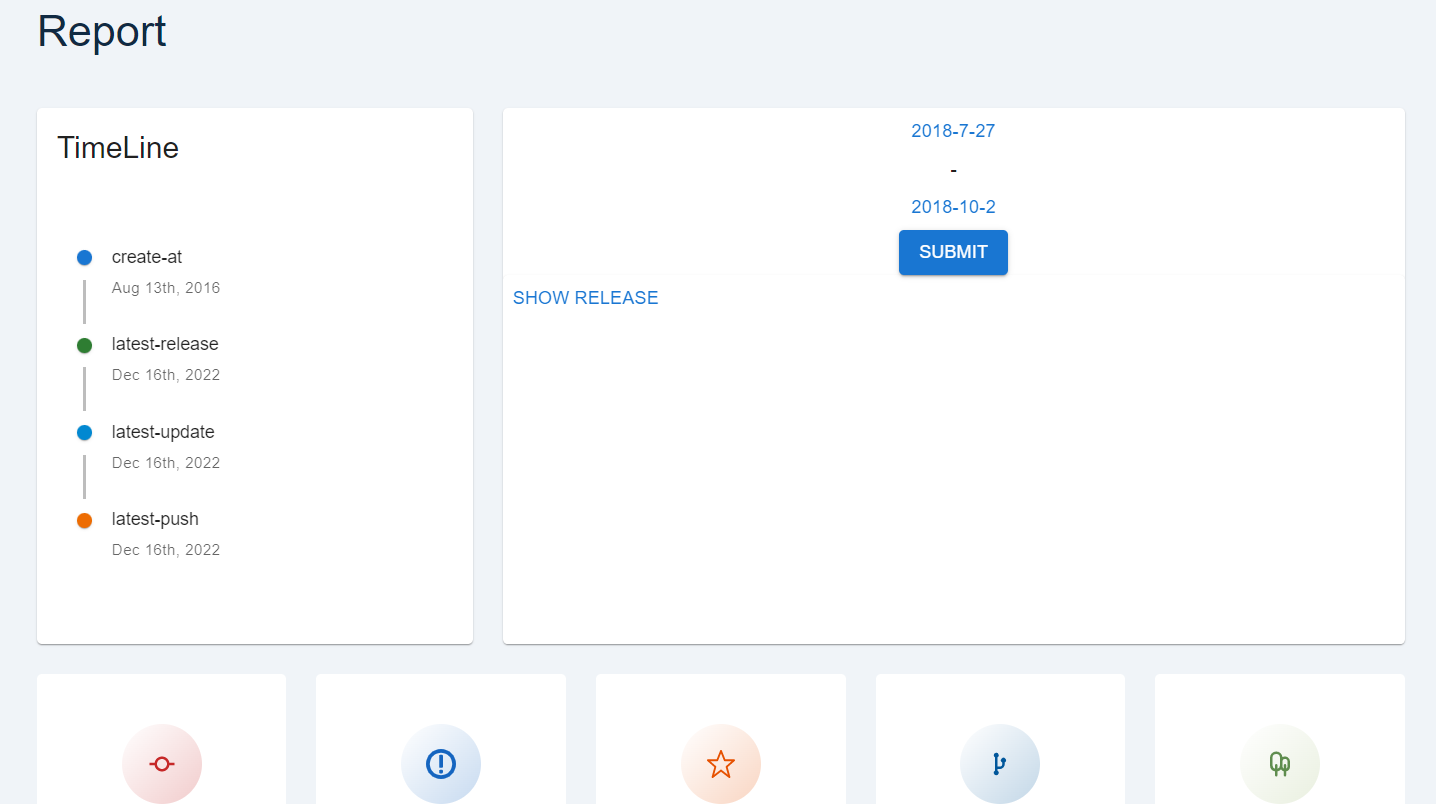 Report
TimeLine
create-at
Aug 13th, 2016
latest-release
Dec 16th, 2022
latest-update
Dec 16th, 2022
latest-push
Dec 16th, 2022
2018-7-27
-
2018-10-2
SUBMIT
SHOW RELEASE